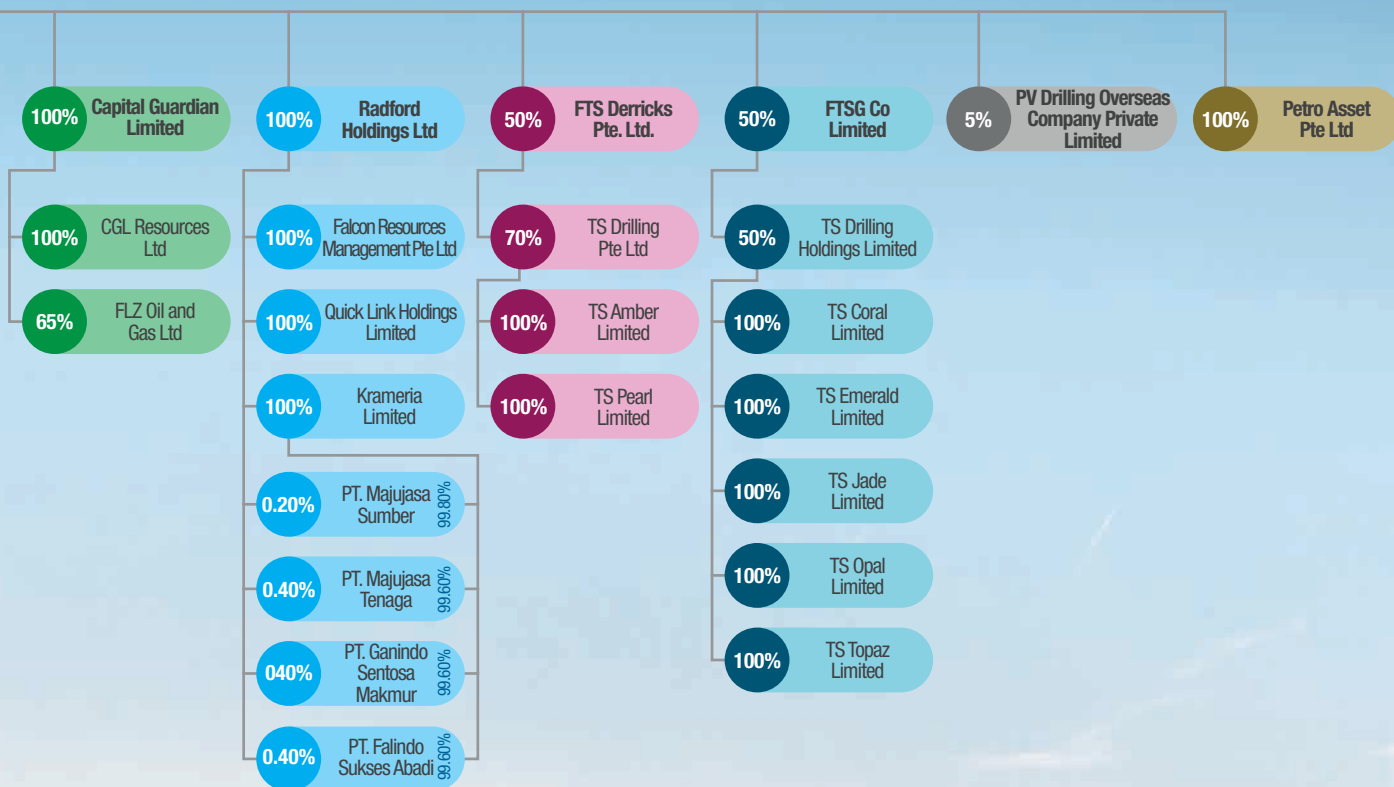 100%
Capital Guardian
Limited
100%
Radford
Holdings Ltd
50%
FTS Derricks
Pte. Ltd.
50%
FTSG Co
Limited
5%
PV Drilling Overseas
Company Private
Limited
100%
Petro Asset
Pte Ltd
100%
CGL Resources
Ltd
65%
FLZ Oil and
Gas Ltd
100%
Falcon Resources
Management Pte Ltd
100%
Quick Link Holdings
Limited
100%
Krameria
Limited
0.20%
PT. Majujasa
Sumber
99.80%
0.40%
PT. Majujasa
Tenaga
99.60%
040%
PT. Ganindo
Sentosa
Makmur
99.60%
0.40%
PT. Falindo
Sukses Abadi
99.60%
70%
TS Drilling
Pte Ltd
100%
TS Amber
Limited
100%
TS Pearl
Limited
50%
TS Drilling
Holdings Limited
100%
TS Coral
Limited
100%
TS Emerald
Limited
100%
TS Jade
Limited
100%
TS Opal
Limited
100%
TS Topaz
Limited